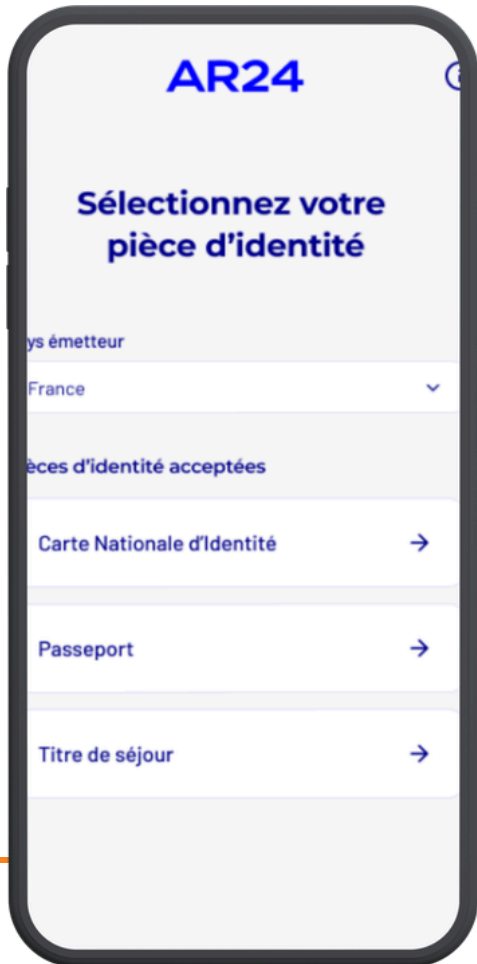 AR24
Sélectionnez votre
pièce d'identité
ys émetteur
France
èces d'identité acceptées
Carte Nationale d'Identité
Passeport
Titre de séjour